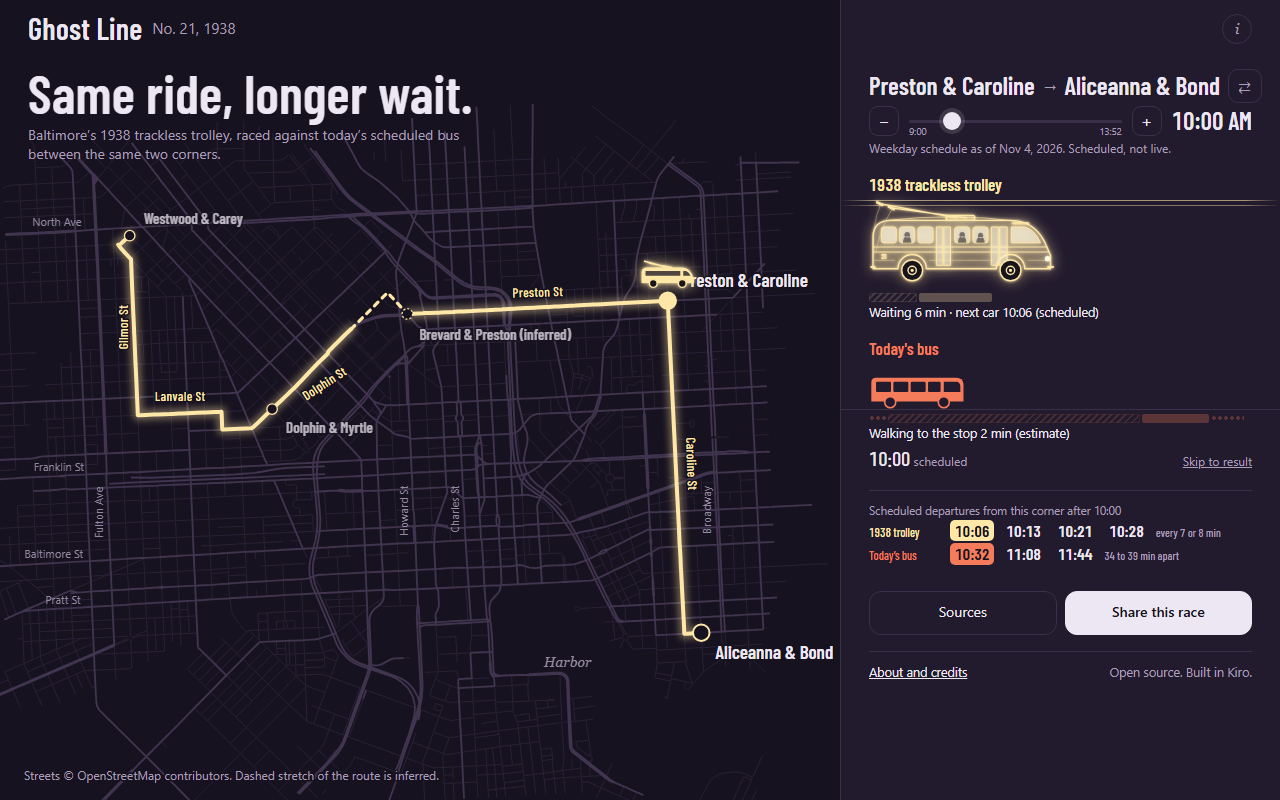 Ghost Line No. 21, 1938
Same ride, longer wait.
Baltimore's 1938 trackless trolley, raced against today's scheduled bus
between the same two corners.
North Ave
Westwood & Carey
Gilmor St
Lanvale St
Dolphin St
Dolphin & Myrtle
Preston St
Brevard & Preston (inferred)
reston & Caroline
Caroline St
Broadway
Franklin St
Fulton Ave
Howard St
Charles St
Baltimore St
Pratt St
Harbor
Aliceanna & Bond
Streets © OpenStreetMap contributors. Dashed stretch of the route is inferred.
i
Preston & Caroline → Aliceanna & Bond ⇄
− 9:00 13:52 + 10:00 AM
Weekday schedule as of Nov 4, 2026. Scheduled, not live.
1938 trackless trolley
Waiting 6 min · next car 10:06 (scheduled)
Today's bus
Walking to the stop 2 min (estimate)
10:00 scheduled Skip to result
Scheduled departures from this corner after 10:00
1938 trolley 10:06 10:13 10:21 10:28 every 7 or 8 min
Today's bus 10:32 11:08 11:44 34 to 39 min apart
Sources Share this race
About and credits Open source. Built in Kiro.